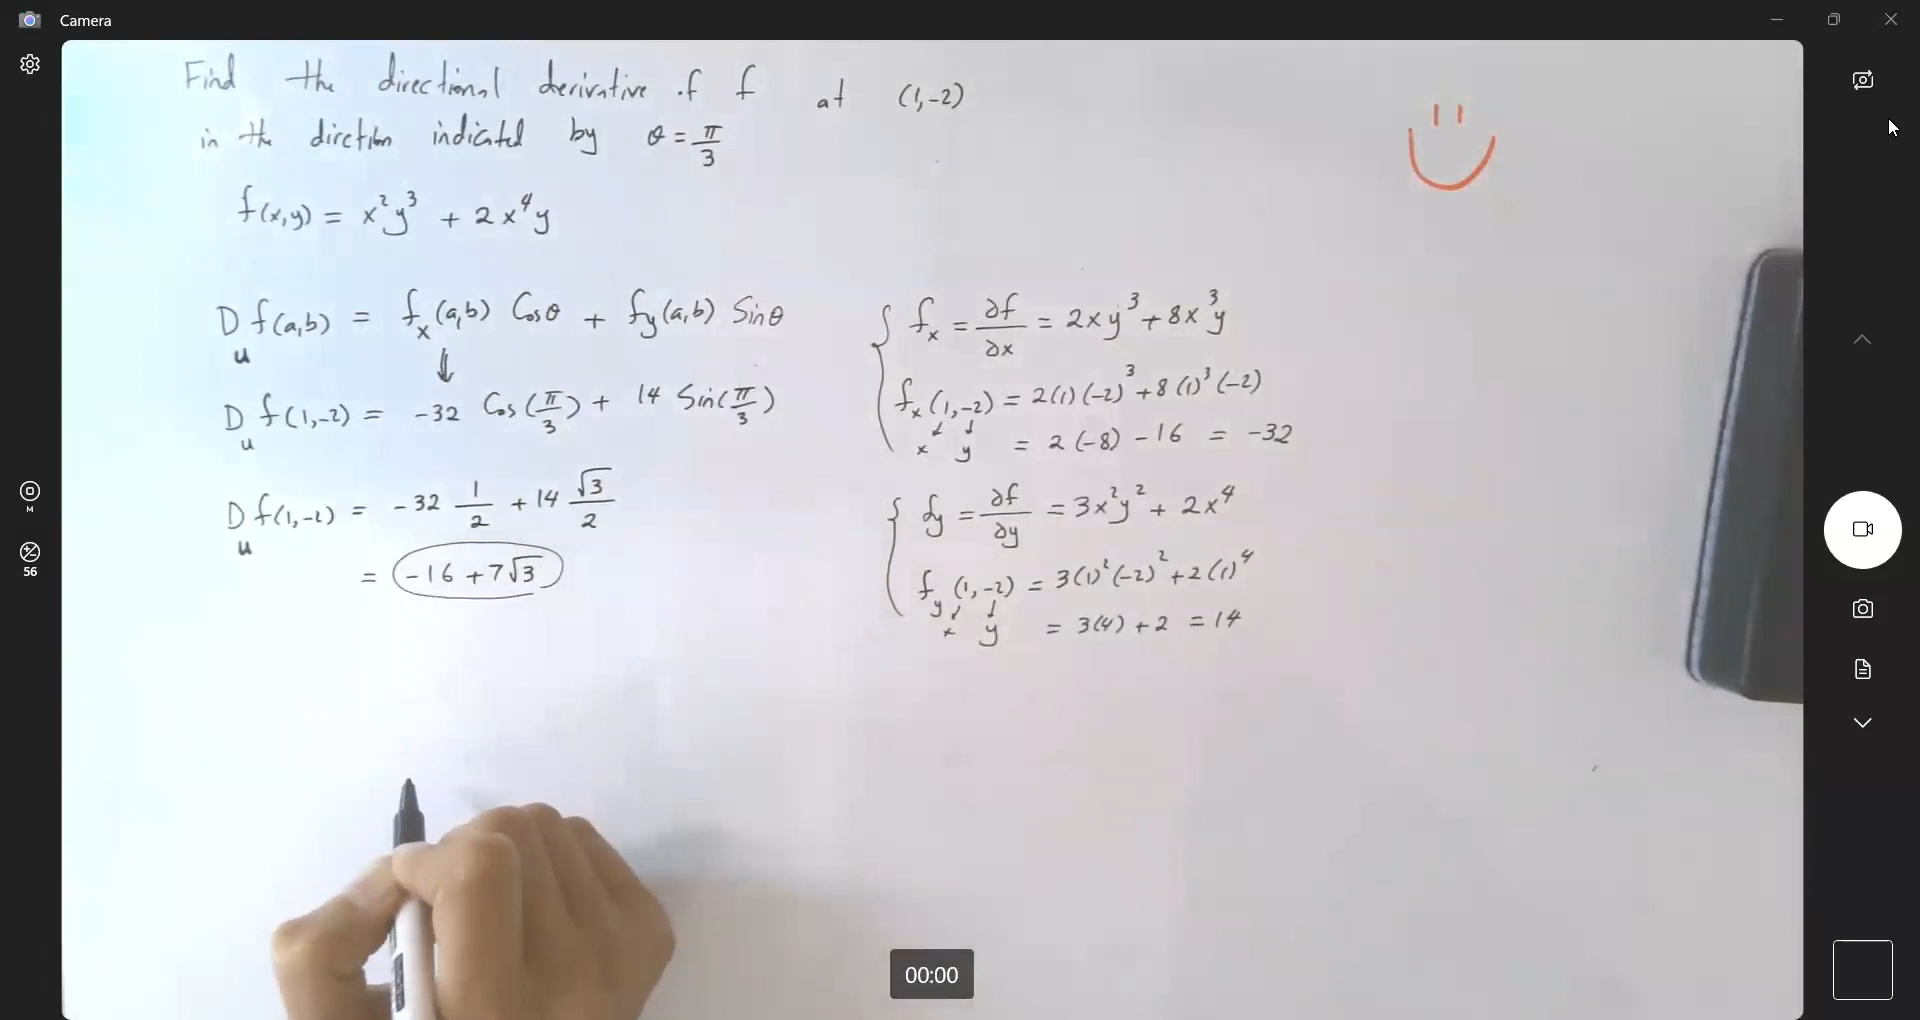 Camera
Find the directional derivative of f at (1,-2)
in the dirction indicated by θ = π/3
f(x,y) = x²y³ + 2x⁴y
D_u f(a,b) = f_x(a,b) Cosθ + f_y(a,b) Sinθ
↓
D_u f(1,-2) = -32 Cos(π/3) + 14 Sin(π/3)
D_u f(1,-2) = -32 1/2 + 14 √3/2
= -16 + 7√3
f_x = ∂f/∂x = 2xy³ + 8x³y
f_x(1,-2) = 2(1)(-2)³ + 8(1)³(-2)
x y = 2(-8) - 16 = -32
fy = ∂f/∂y = 3x²y² + 2x⁴
f_y(1,-2) = 3(1)²(-2)² + 2(1)⁴
x y = 3(4) + 2 = 14
M
56
00:00